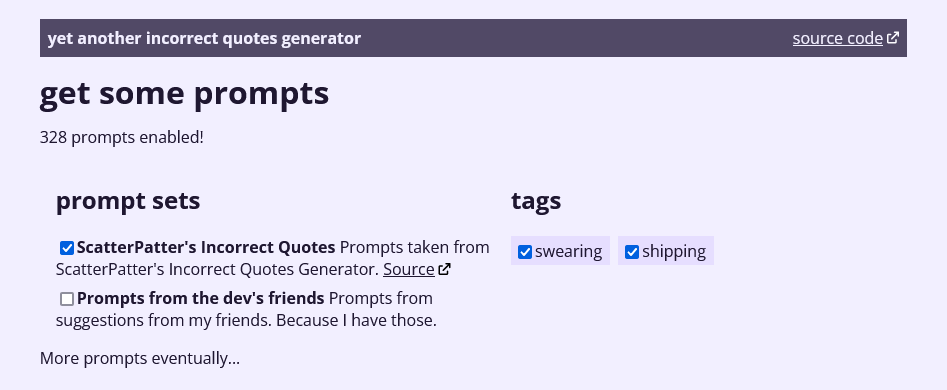 yet another incorrect quotes generator
source code
get some prompts
328 prompts enabled!
prompt sets
ScatterPatter's Incorrect Quotes Prompts taken from
ScatterPatter's Incorrect Quotes Generator. Source
Prompts from the dev's friends Prompts from
suggestions from my friends. Because I have those.
tags
swearing
shipping
More prompts eventually...